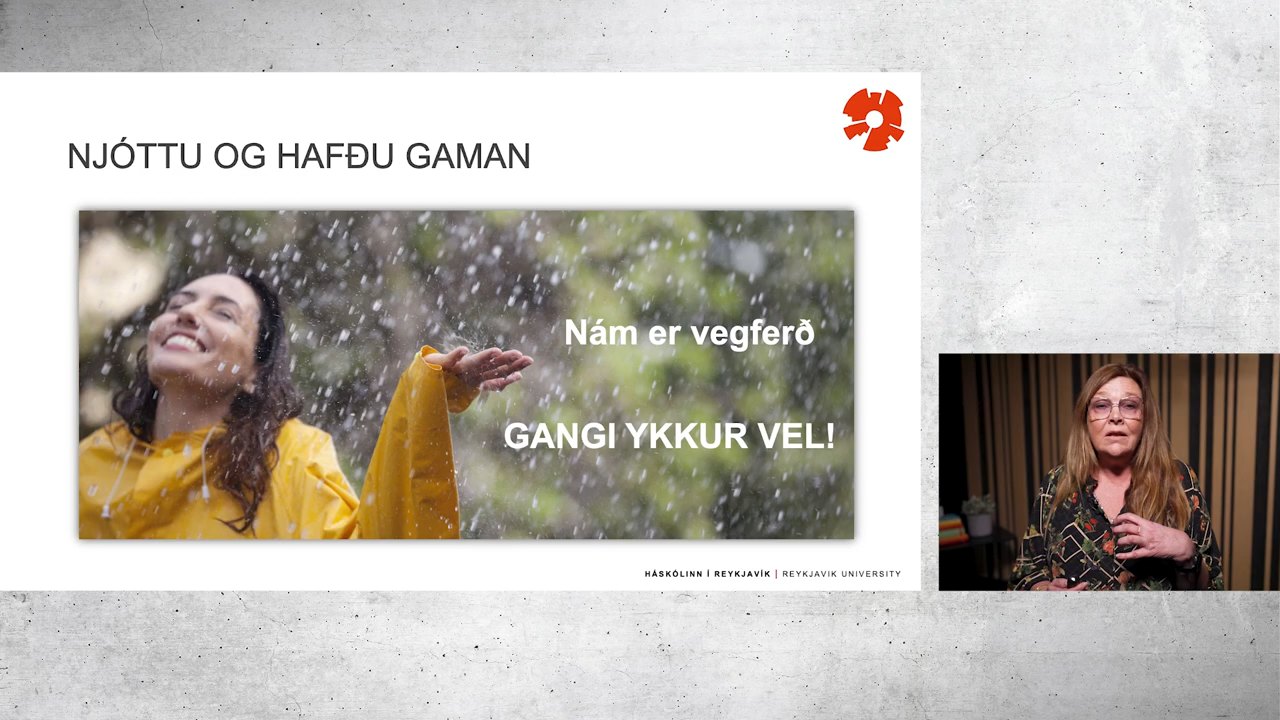 NJÓTTU OG HAFÐU GAMAN
Nám er vegferð
GANGI YKKUR VEL!
HÁSKÓLINN Í REYKJAVÍK | REYKJAVIK UNIVERSITY